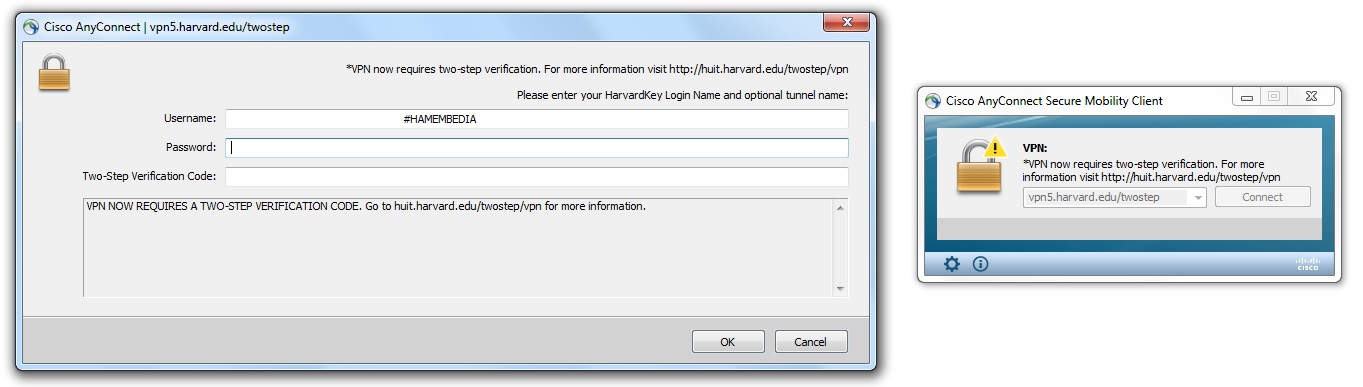 Cisco AnyConnect | vpn5.harvard.edu/twostep
*VPN now requires two-step verification. For more information visit http://huit.harvard.edu/twostep/vpn
Please enter your HarvardKey Login Name and optional tunnel name:
Username: #HAMEMBEDIA
Password:
Two-Step Verification Code:
VPN NOW REQUIRES A TWO-STEP VERIFICATION CODE. Go to huit.harvard.edu/twostep/vpn for more information.
OK Cancel
Cisco AnyConnect Secure Mobility Client
VPN:
*VPN now requires two-step verification. For more
information visit http://huit.harvard.edu/twostep/vpn
vpn5.harvard.edu/twostep Connect
CISCO